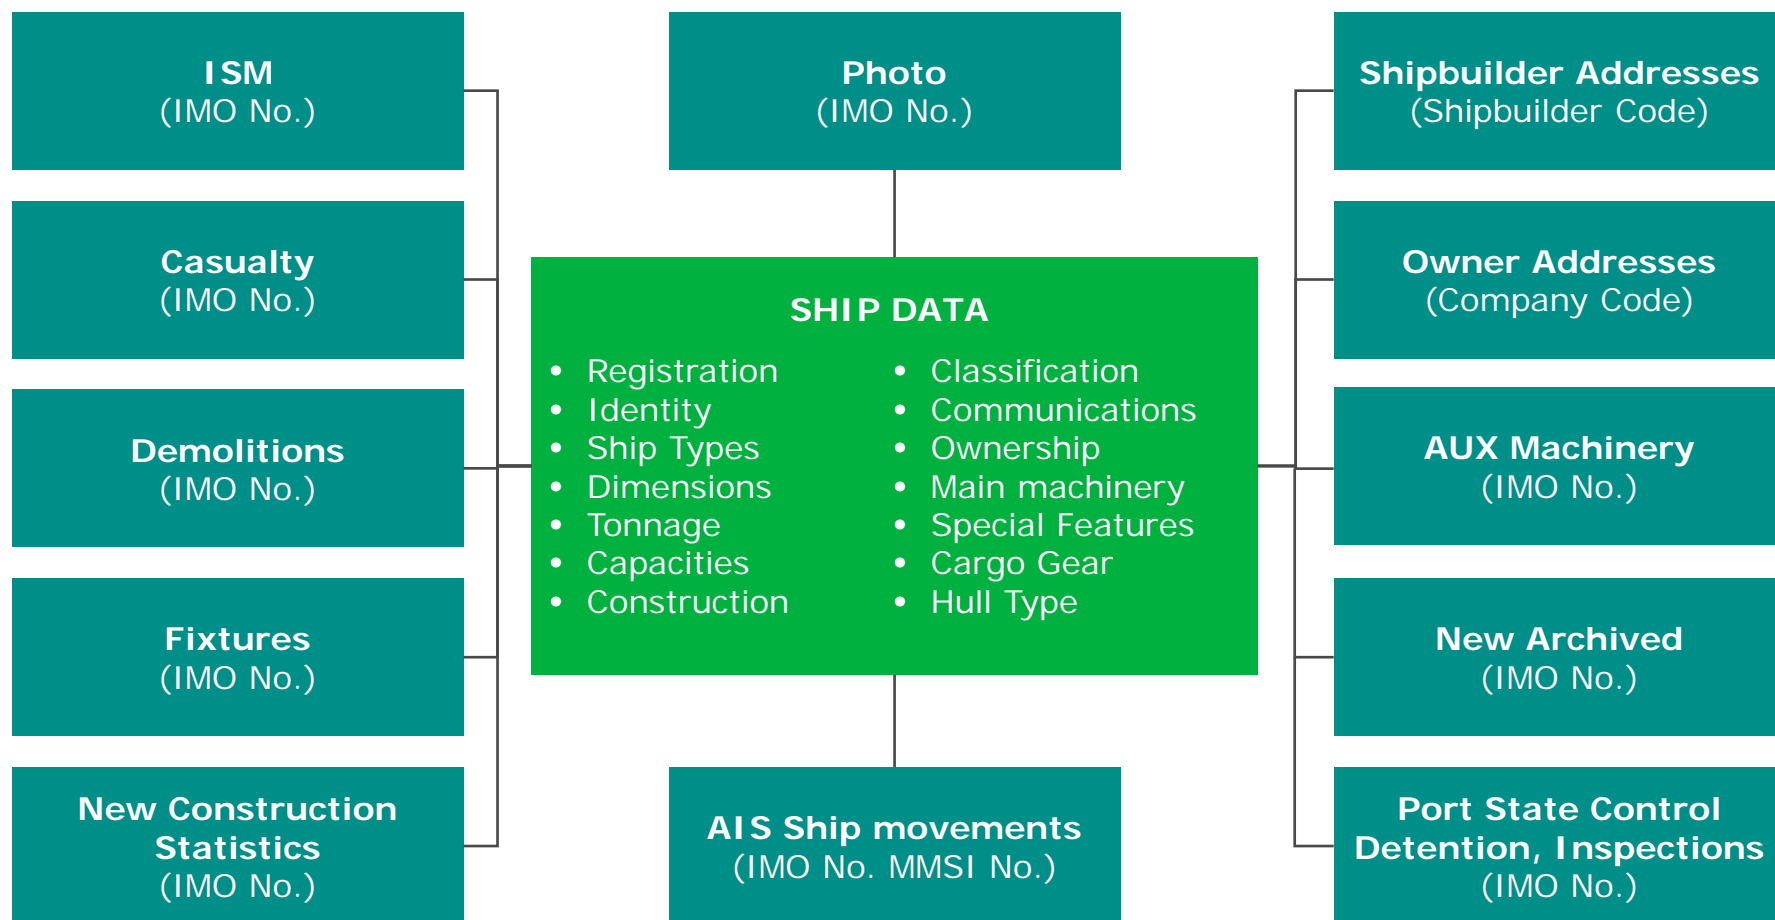 ISM
(IMO No.)
Casualty
(IMO No.)
Demolitions
(IMO No.)
Fixtures
(IMO No.)
New Construction
Statistics
(IMO No.)
Photo
(IMO No.)
SHIP DATA
• Registration
• Identity
• Ship Types
• Dimensions
• Tonnage
• Capacities
• Construction
• Classification
• Communications
• Ownership
• Main machinery
• Special Features
• Cargo Gear
• Hull Type
AIS Ship movements
(IMO No. MMSI No.)
Shipbuilder Addresses
(Shipbuilder Code)
Owner Addresses
(Company Code)
AUX Machinery
(IMO No.)
New Archived
(IMO No.)
Port State Control
Detention, Inspections
(IMO No.)